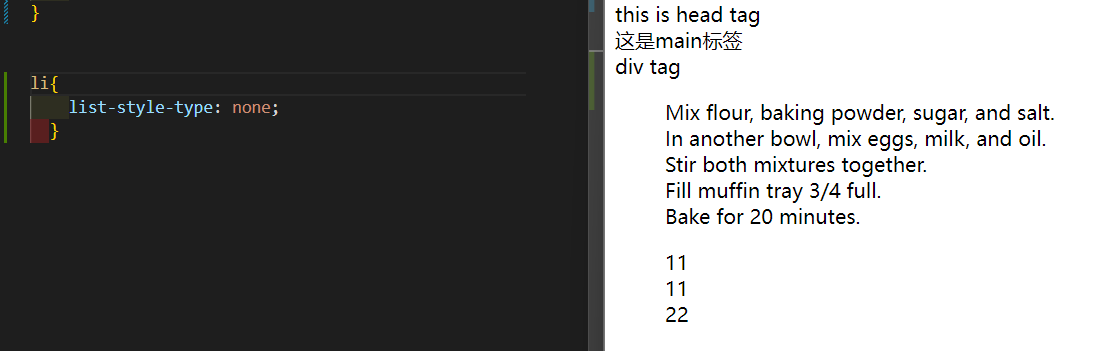 }
li{
list-style-type: none;
}
this is head tag
这是main标签
div tag
Mix flour, baking powder, sugar, and salt.
In another bowl, mix eggs, milk, and oil.
Stir both mixtures together.
Fill muffin tray 3/4 full.
Bake for 20 minutes.
11
11
22